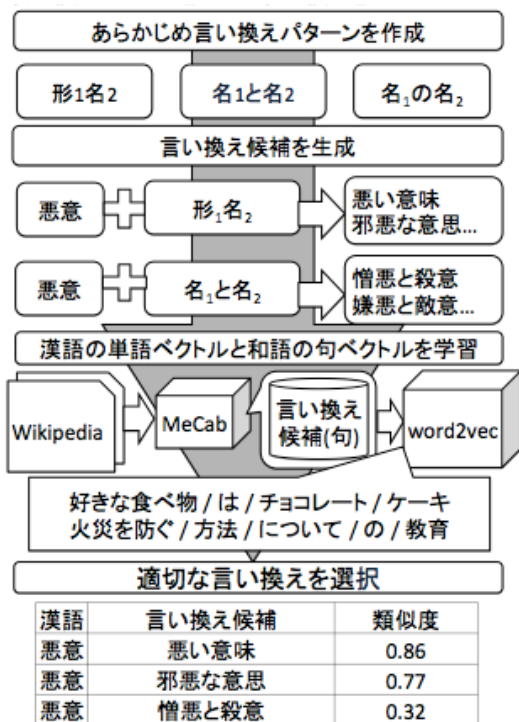 あらかじめ言い換えパターンを作成
形1名2
名1と名2
名₁の名₂
言い換え候補を生成
悪意
形₁名₂
悪い意味
邪悪な意思...
悪意
名₁と名₂
憎悪と殺意
嫌悪と敵意...
漢語の単語ベクトルと和語の句ベクトルを学習
Wikipedia
MeCab
言い換え
候補(句)
word2vec
好きな食べ物 / は / チョコレート / ケーキ
火災を防ぐ / 方法 / について / の / 教育
適切な言い換えを選択
漢語 言い換え候補 類似度
悪意 悪い意味 0.86
悪意 邪悪な意思 0.77
悪意 憎悪と殺意 0.32